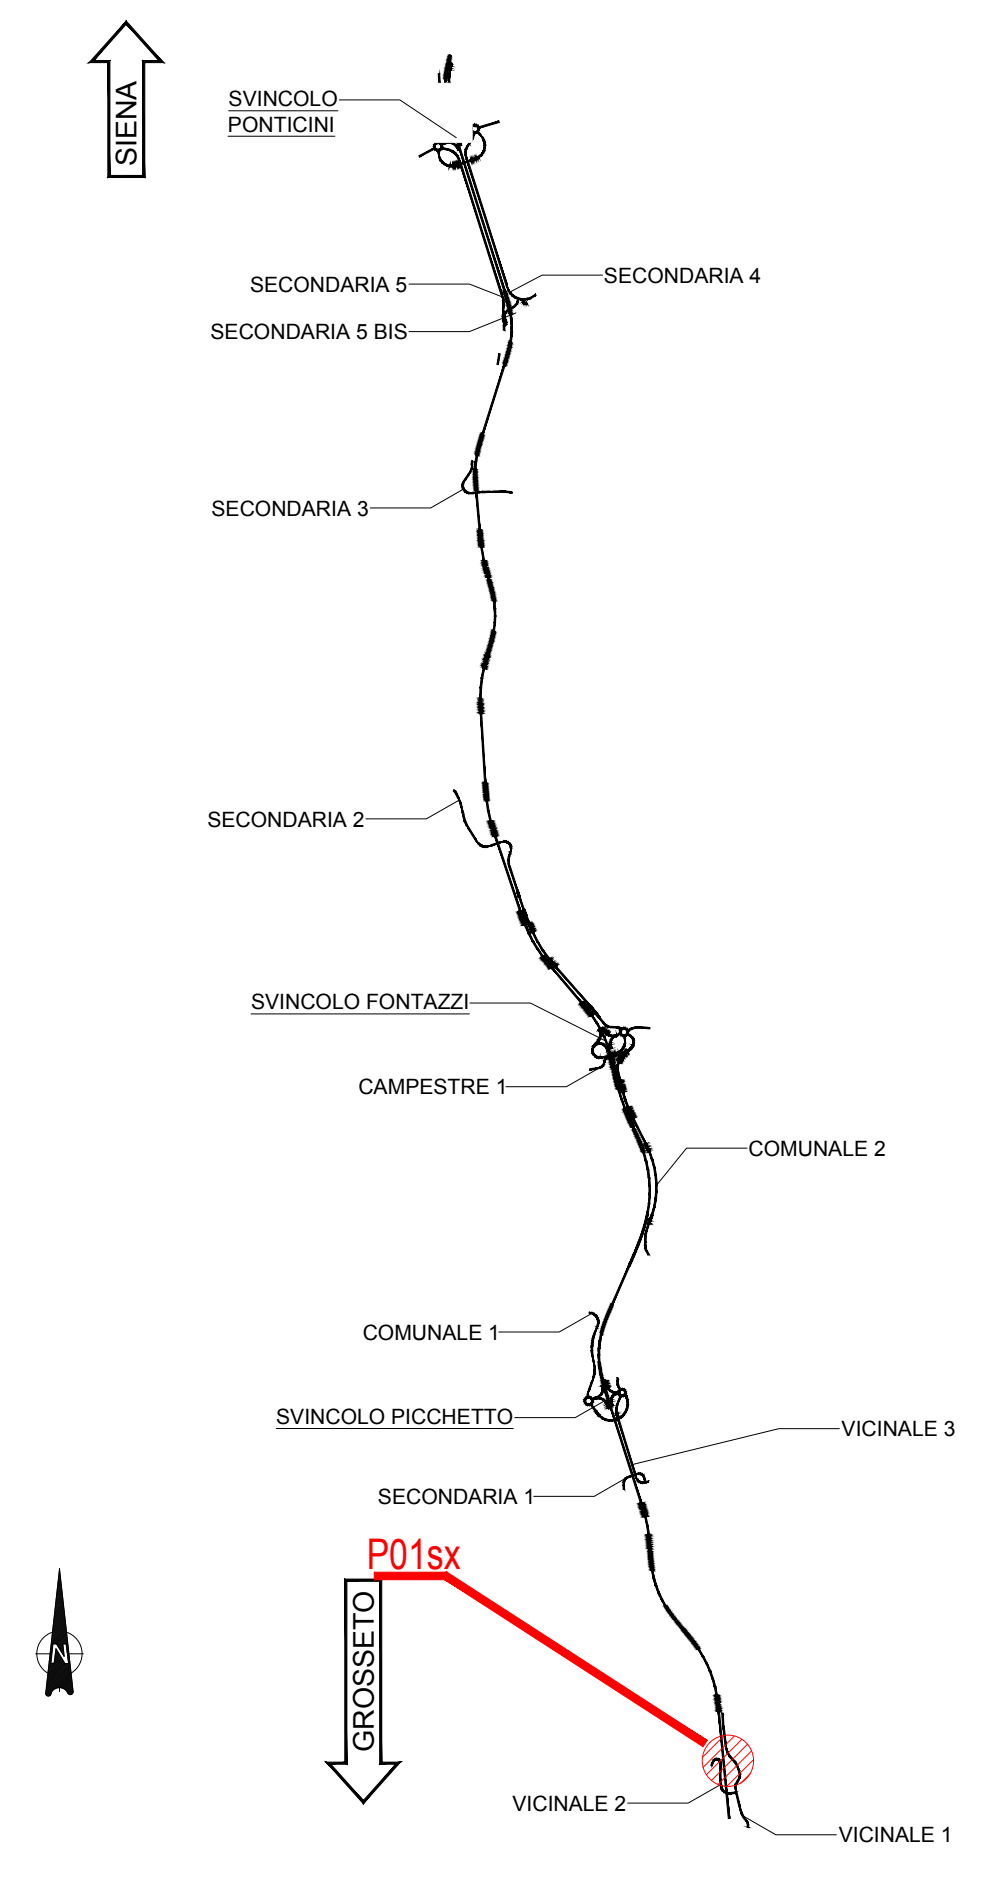 SIENA
SVINCOLO
PONTICINI
SECONDARIA 4
SECONDARIA 5
SECONDARIA 5 BIS
SECONDARIA 3
SECONDARIA 2
SVINCOLO FONTAZZI
CAMPESTRE 1
COMUNALE 2
COMUNALE 1
SVINCOLO PICCHETTO
VICINALE 3
SECONDARIA 1
P01sx
GROSSETO
N
VICINALE 2
VICINALE 1